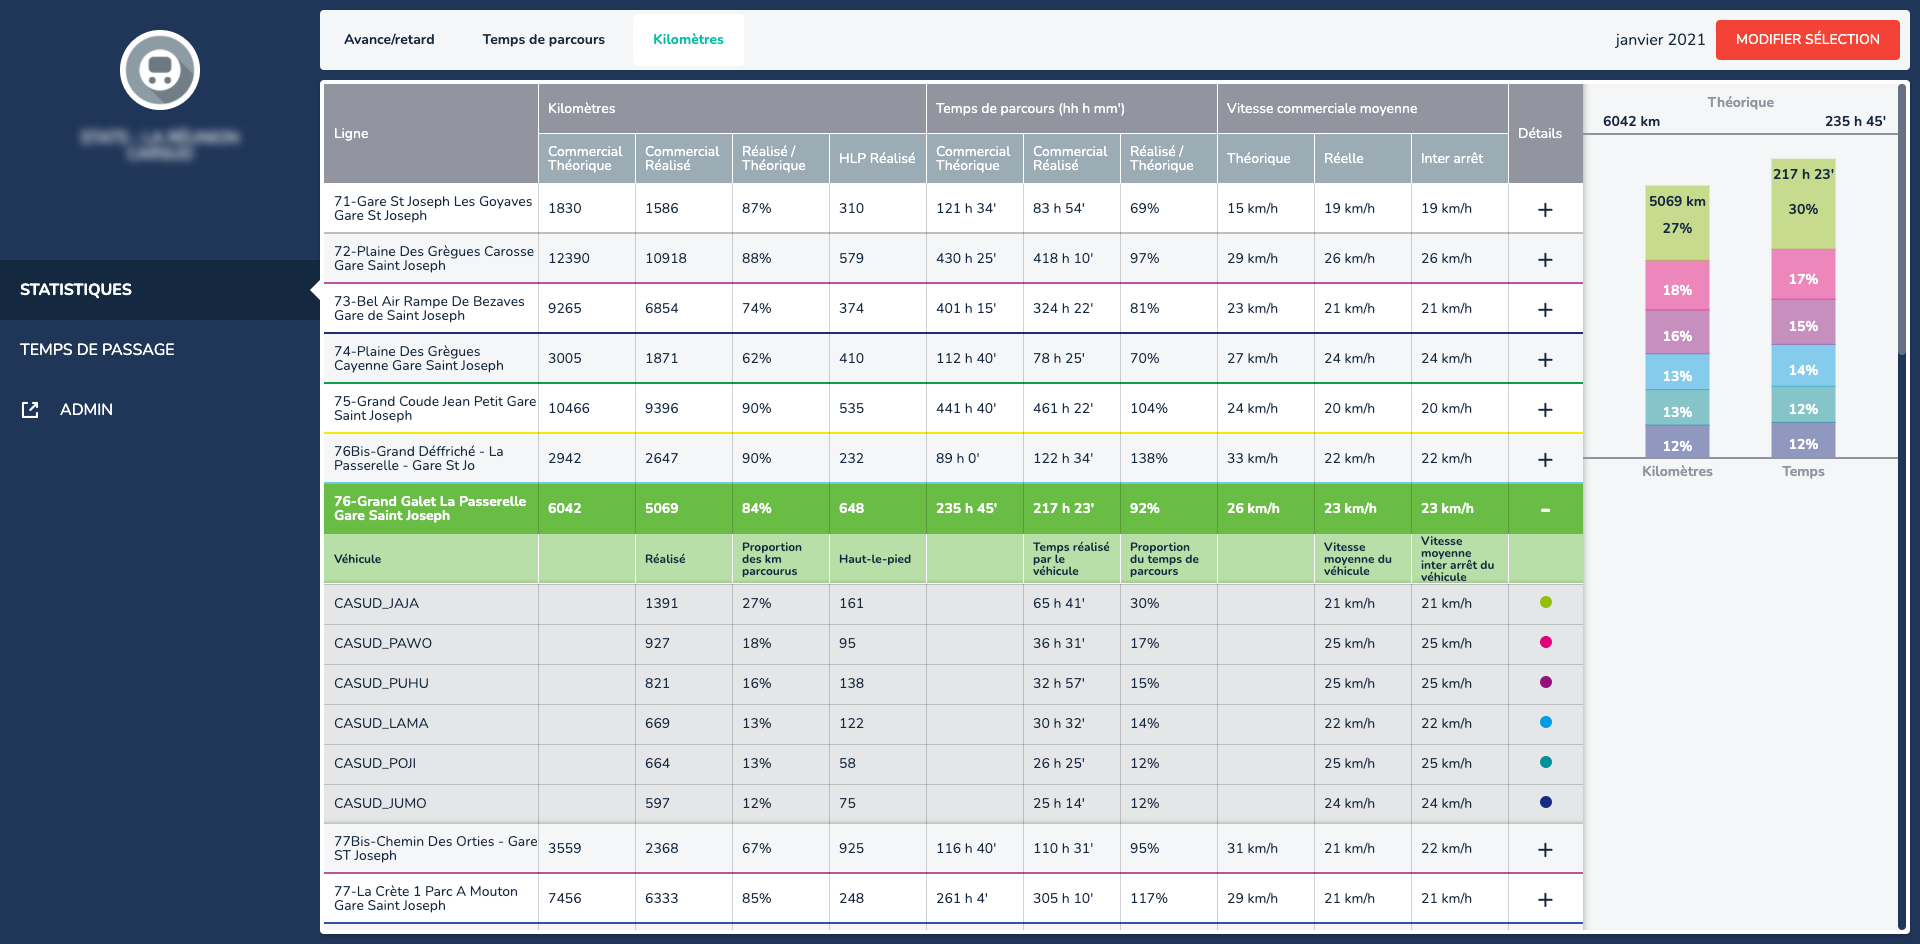 STATISTIQUES
TEMPS DE PASSAGE
ADMIN
Avance/retard Temps de parcours Kilomètres janvier 2021 MODIFIER SÉLECTION
Ligne
Kilomètres Temps de parcours (hh h mm') Vitesse commerciale moyenne
Détails
Commercial Théorique
Commercial Réalisé
Réalisé / Théorique
HLP Réalisé
Commercial Théorique
Commercial Réalisé
Réalisé / Théorique
Théorique
Réelle
Inter arrêt
71-Gare St Joseph Les Goyaves
Gare St Joseph
1830 1586 87% 310 121 h 34' 83 h 54' 69% 15 km/h 19 km/h 19 km/h +
72-Plaine Des Grègues Carosse
Gare Saint Joseph
12390 10918 88% 579 430 h 25' 418 h 10' 97% 29 km/h 26 km/h 26 km/h +
73-Bel Air Rampe De Bezaves
Gare de Saint Joseph
9265 6854 74% 374 401 h 15' 324 h 22' 81% 23 km/h 21 km/h 21 km/h +
74-Plaine Des Grègues
Cayenne Gare Saint Joseph
3005 1871 62% 410 112 h 40' 78 h 25' 70% 27 km/h 24 km/h 24 km/h +
75-Grand Coude Jean Petit Gare
Saint Joseph
10466 9396 90% 535 441 h 40' 461 h 22' 104% 24 km/h 20 km/h 20 km/h +
76Bis-Grand Déffriché - La
Passerelle - Gare St Jo
2942 2647 90% 232 89 h 0' 122 h 34' 138% 33 km/h 22 km/h 22 km/h +
76-Grand Galet La Passerelle
Gare Saint Joseph
6042 5069 84% 648 235 h 45' 217 h 23' 92% 26 km/h 23 km/h 23 km/h -
Véhicule
Réalisé
Proportion
des km
parcourus
Haut-le-pied
Temps réalisé
par le
véhicule
Proportion
du temps de
parcours
Vitesse
moyenne du
véhicule
Vitesse
moyenne
inter arrêt du
véhicule
CASUD_JAJA 1391 27% 161 65 h 41' 30% 21 km/h 21 km/h
CASUD_PAWO 927 18% 95 36 h 31' 17% 25 km/h 25 km/h
CASUD_PUHU 821 16% 138 32 h 57' 15% 25 km/h 25 km/h
CASUD_LAMA 669 13% 122 30 h 32' 14% 22 km/h 22 km/h
CASUD_POJI 664 13% 58 26 h 25' 12% 25 km/h 25 km/h
CASUD_JUMO 597 12% 75 25 h 14' 12% 24 km/h 24 km/h
77Bis-Chemin Des Orties - Gare
ST Joseph
3559 2368 67% 925 116 h 40' 110 h 31' 95% 31 km/h 21 km/h 22 km/h +
77-La Crète 1 Parc A Mouton
Gare Saint Joseph
7456 6333 85% 248 261 h 4' 305 h 10' 117% 29 km/h 21 km/h 21 km/h +
Théorique
6042 km 235 h 45'
5069 km
27%
18%
16%
13%
13%
12%
Kilomètres
217 h 23'
30%
17%
15%
14%
12%
12%
Temps